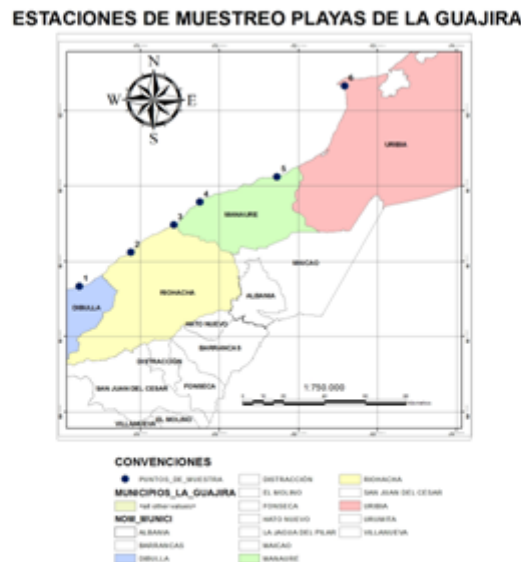 ESTACIONES DE MUESTREO PLAYAS DE LA GUAJIRA
N
W E
S
6
URIBIA
5
4
MANAURE
3
2
MAICAO
1
RIOHACHA
ALBANIA
DIBULLA
HATO NUEVO
BARRANCAS
DISTRACCIÓN
SAN JUAN DEL CESAR
FONSECA
1:750.000
EL MOLINO
VILLANUEVA
CONVENCIONES
PUNTOS_DE_MUESTRA
DISTRACCIÓN
RIOHACHA
MUNICIPIOS_LA_GUAJIRA
EL MOLINO
SAN JUAN DEL CESAR
<all other values>
FONSECA
URIBIA
NOM_MUNICI
HATO NUEVO
URUMITA
ALBANIA
LA JAGUA DEL PILAR
VILLANUEVA
BARRANCAS
MAICAO
DIBULLA
MANAURE